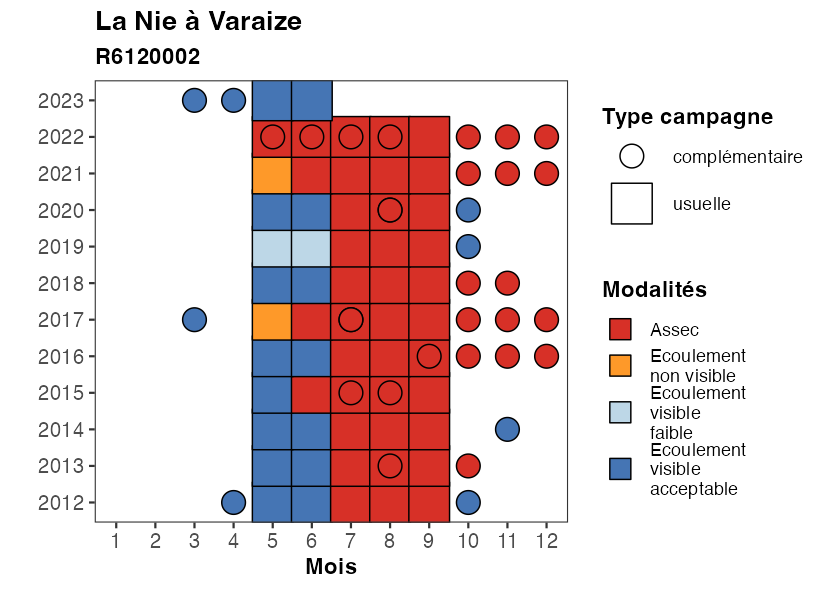 La Nie à Varaize
R6120002
2023
2022
2021
2020
2019
2018
2017
2016
2015
2014
2013
2012
1 2 3 4 5 6 7 8 9 10 11 12
Mois
Type campagne
complémentaire
usuelle
Modalités
Assec
Ecoulement
non visible
Ecoulement
visible
faible
Ecoulement
visible
acceptable